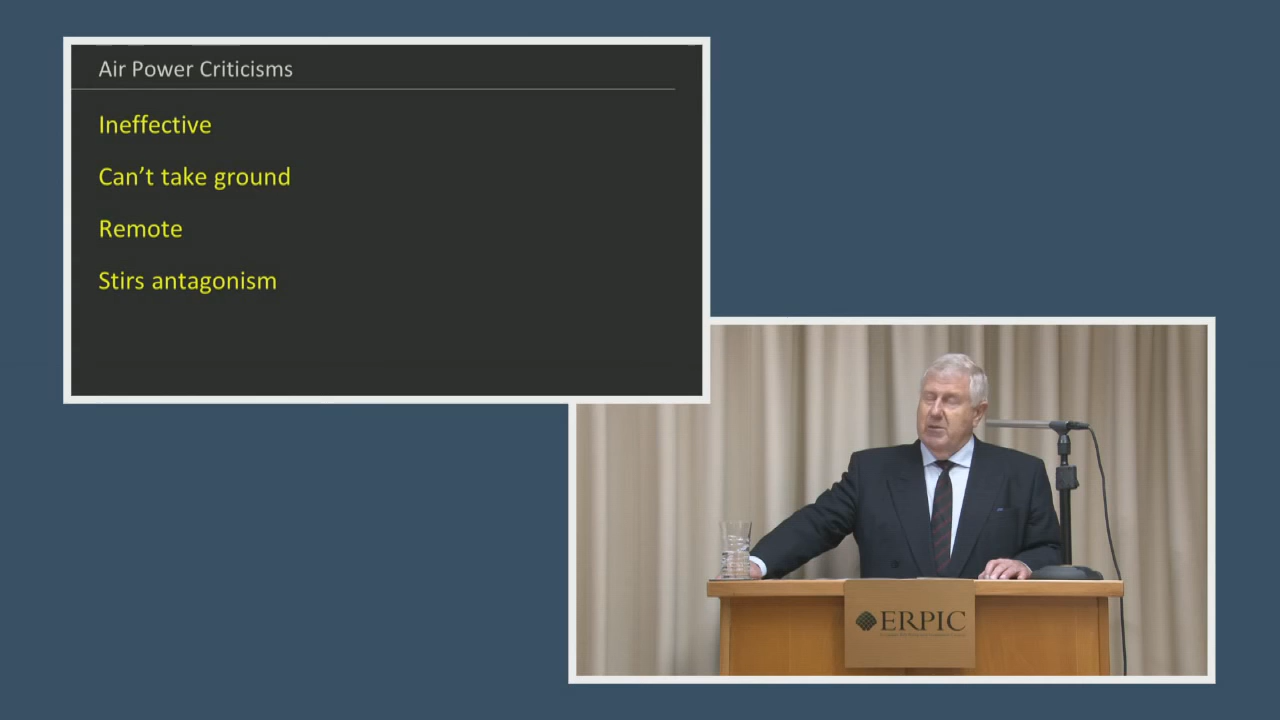 Air Power Criticisms
Ineffective
Can't take ground
Remote
Stirs antagonism
ERPIC